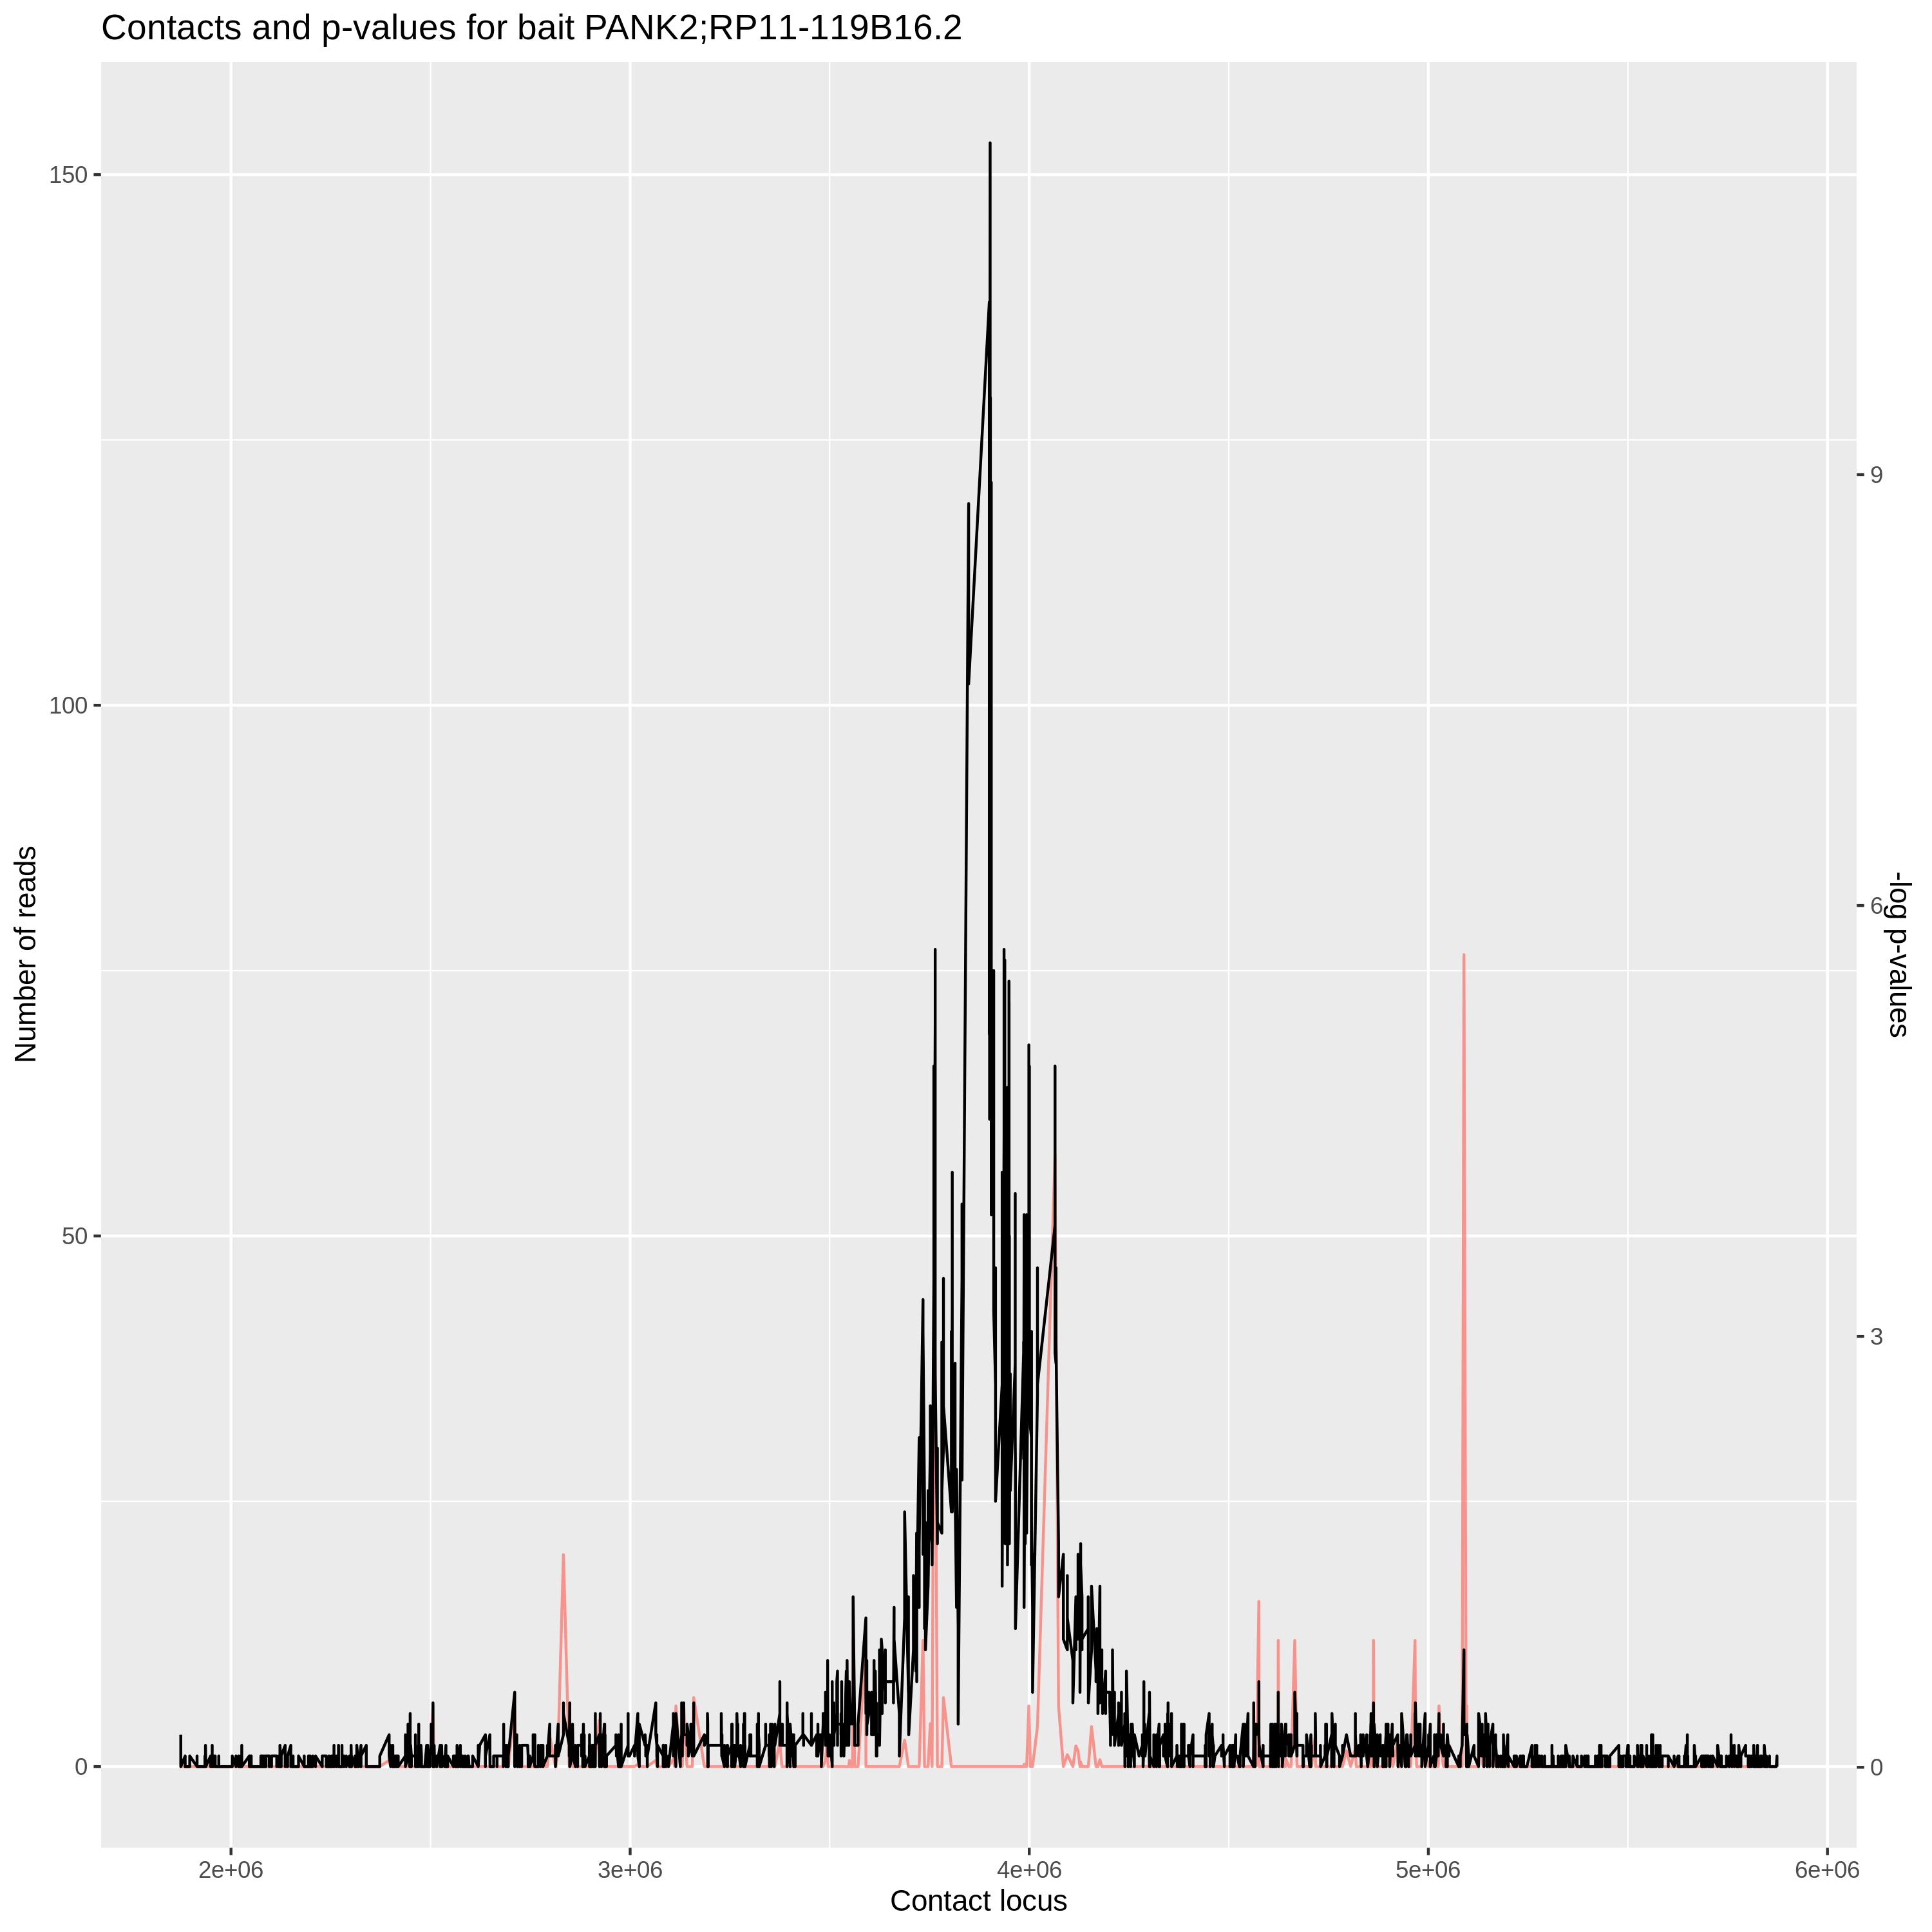 Contacts and p-values for bait PANK2;RP11-119B16.2
150
100
50
0
Number of reads
9
6
3
0
-log p-values
2e+06
3e+06
4e+06
5e+06
6e+06
Contact locus